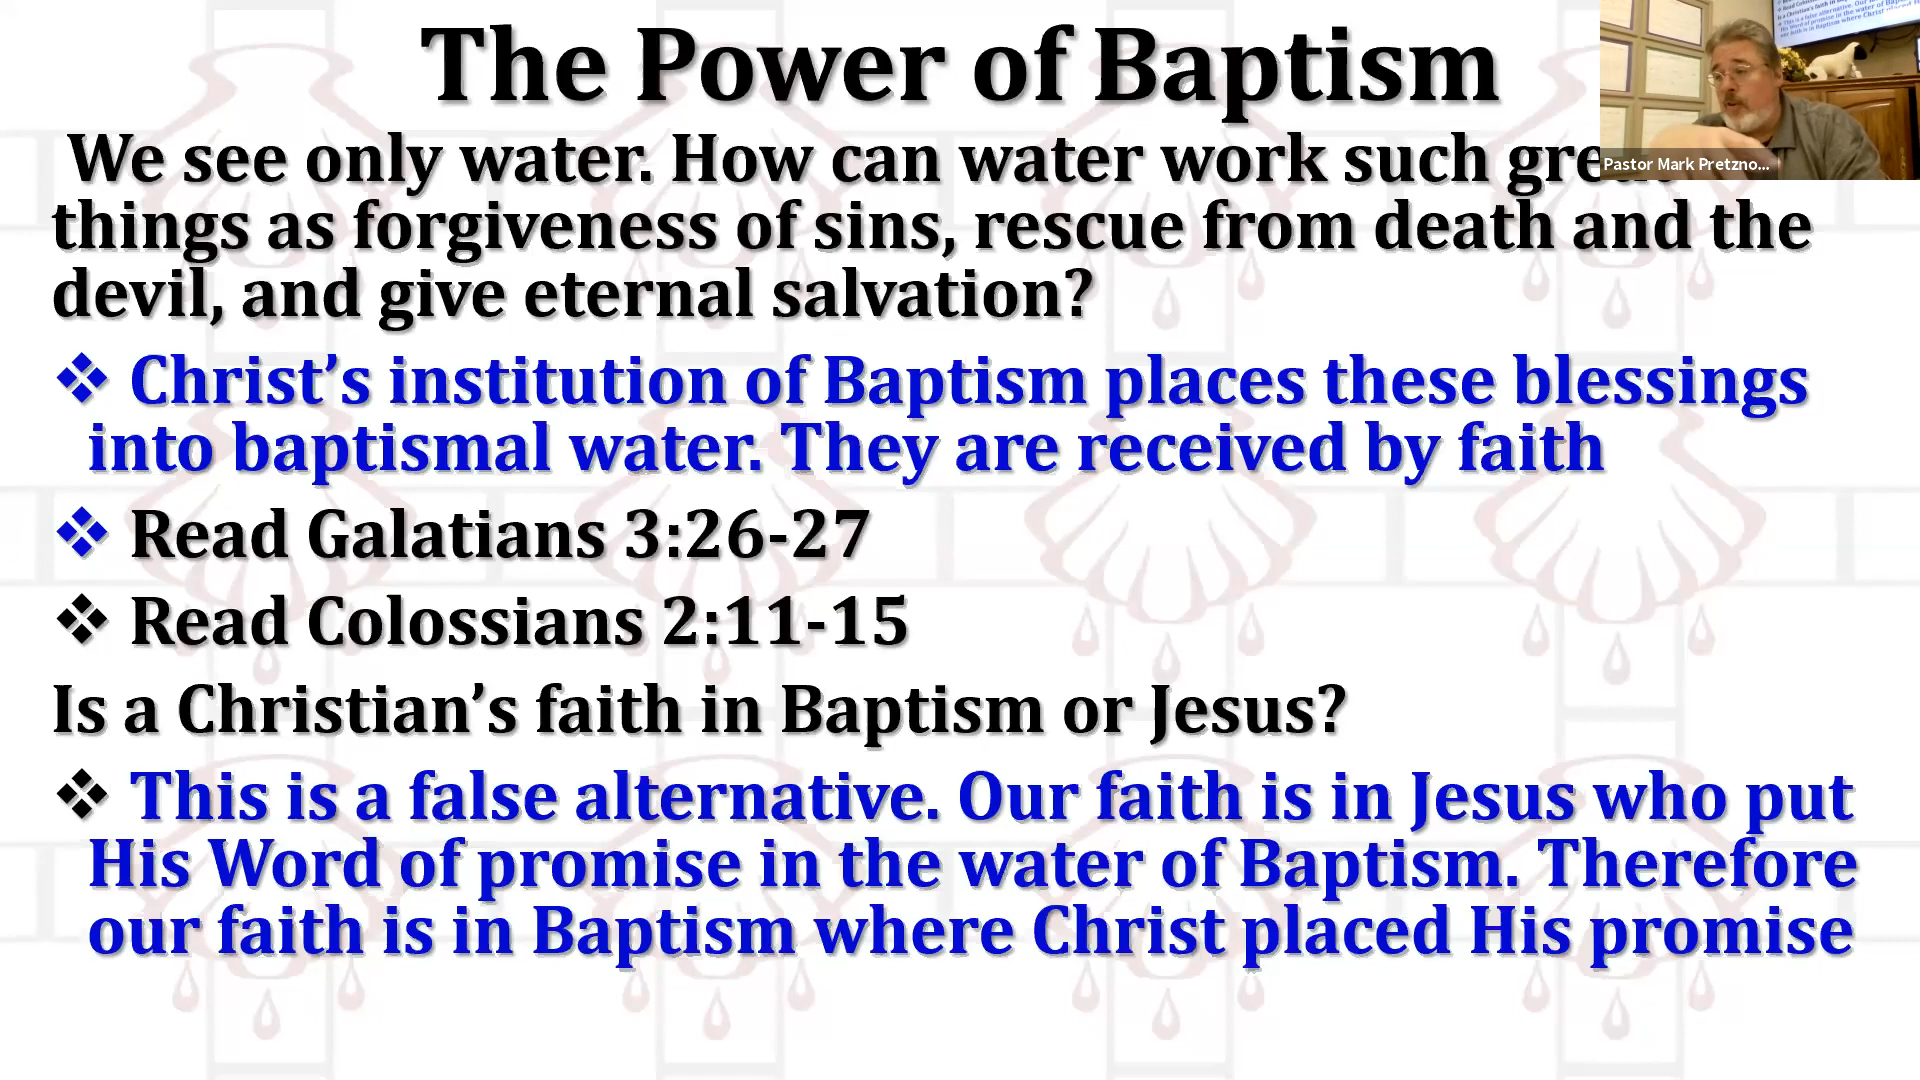 The Power of Baptism
We see only water. How can water work such great
things as forgiveness of sins, rescue from death and the
devil, and give eternal salvation?
❖ Christ’s institution of Baptism places these blessings
into baptismal water. They are received by faith
❖ Read Galatians 3:26-27
❖ Read Colossians 2:11-15
Is a Christian’s faith in Baptism or Jesus?
❖ This is a false alternative. Our faith is in Jesus who put
His Word of promise in the water of Baptism. Therefore
our faith is in Baptism where Christ placed His promise
Pastor Mark Pretzno...